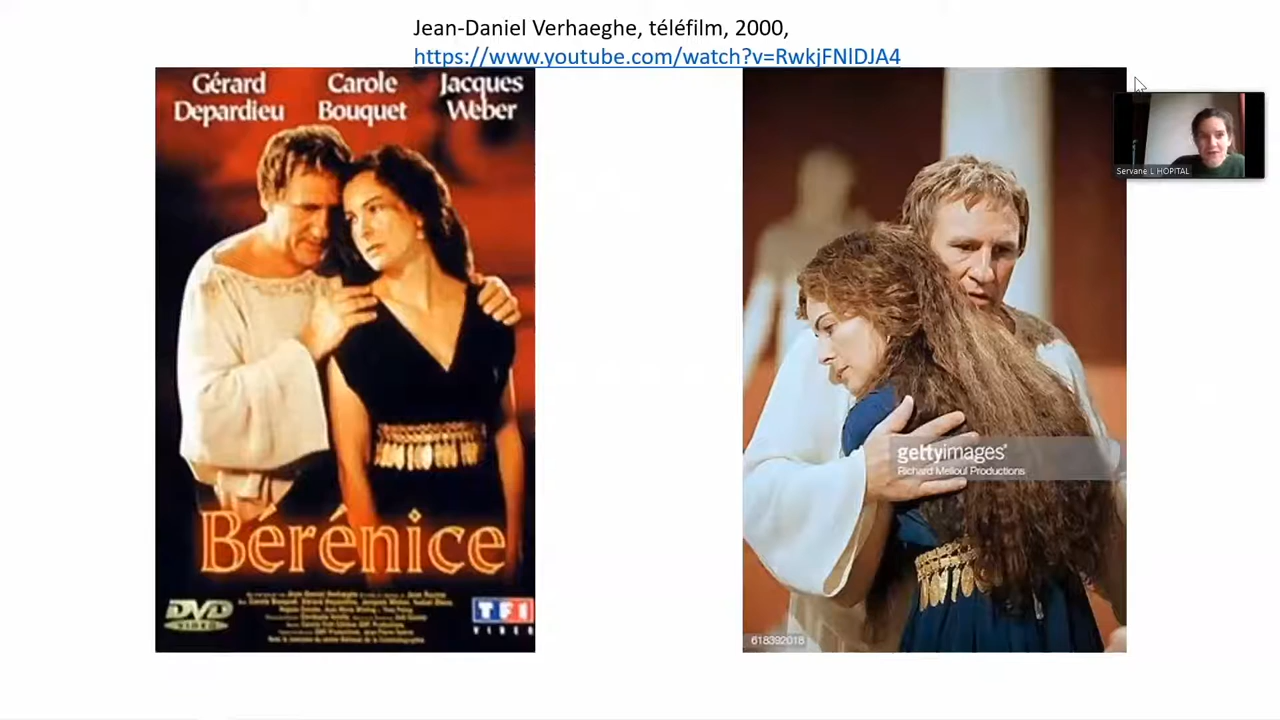 Jean-Daniel Verhaeghe, téléfilm, 2000,
https://www.youtube.com/watch?v=RwkjFNlDJA4
Gérard Carole Jacques
Depardieu Bouquet Weber
Bérénice
DVD
VIDEO
TF1
VIDEO
gettyimages®
Richard Melloul Productions
618392018
Servane L HOPITAL